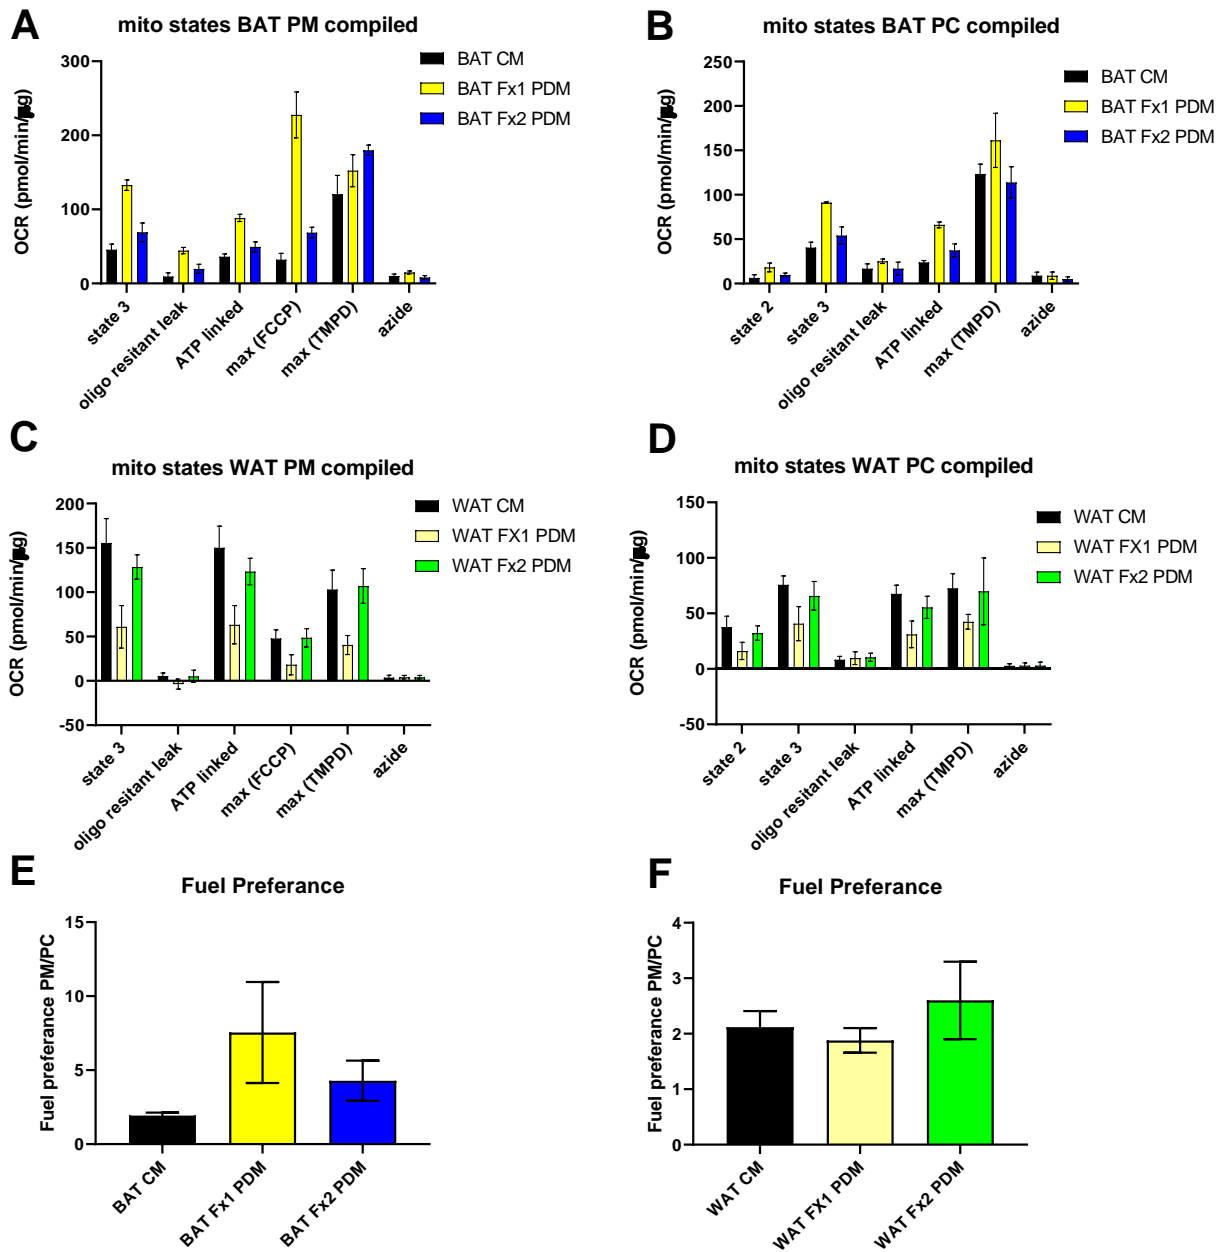 A
mito states BAT PM compiled
300
200
100
0
OCR (pmol/min/µg)
BAT CM
BAT Fx1 PDM
BAT Fx2 PDM
state 3
oligo resitant leak
ATP linked
max (FCCP)
max (TMPD)
azide
B
mito states BAT PC compiled
250
200
150
100
50
0
OCR (pmol/min/µg)
BAT CM
BAT Fx1 PDM
BAT Fx2 PDM
state 2
state 3
oligo resitant leak
ATP linked
max (TMPD)
azide
C
mito states WAT PM compiled
200
150
100
50
0
-50
OCR (pmol/min/µg)
WAT CM
WAT FX1 PDM
WAT Fx2 PDM
state 3
oligo resitant leak
ATP linked
max (FCCP)
max (TMPD)
azide
D
mito states WAT PC compiled
150
100
50
0
-50
OCR (pmol/min/µg)
WAT CM
WAT FX1 PDM
WAT Fx2 PDM
state 2
state 3
oligo resitant leak
ATP linked
max (TMPD)
azide
E
Fuel Preferance
15
10
5
0
Fuel preferance PM/PC
BAT CM
BAT Fx1 PDM
BAT Fx2 PDM
F
Fuel Preferance
4
3
2
1
0
Fuel preferance PM/PC
WAT CM
WAT FX1 PDM
WAT Fx2 PDM